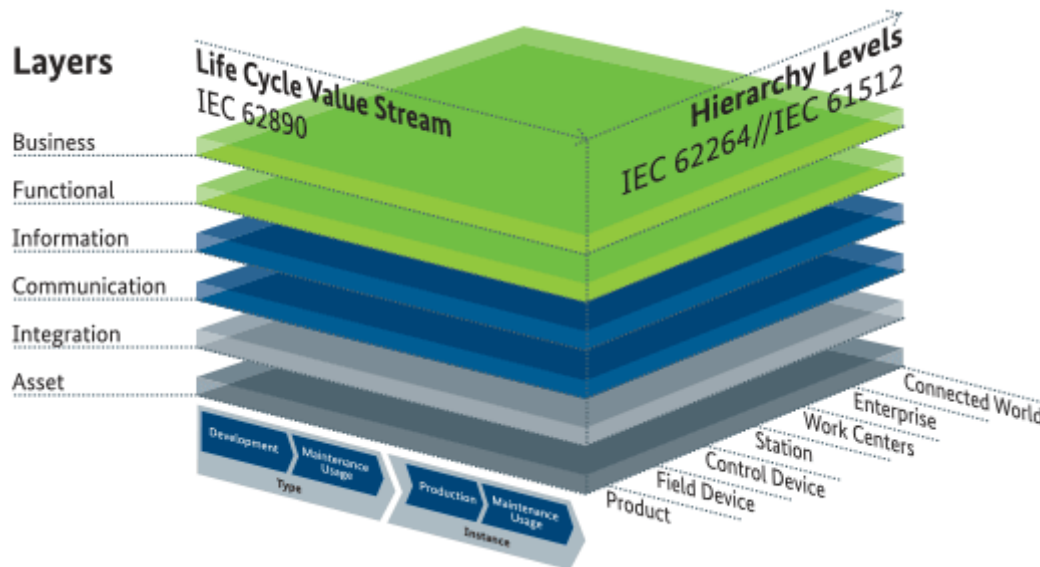 Layers
Life Cycle Value Stream
IEC 62890
Hierarchy Levels
IEC 62264//IEC 61512
Business
Functional
Information
Communication
Integration
Asset
Development
Maintenance
Usage
Type
Production
Maintenance
Usage
Instance
Product
Field Device
Control Device
Station
Work Centers
Enterprise
Connected World